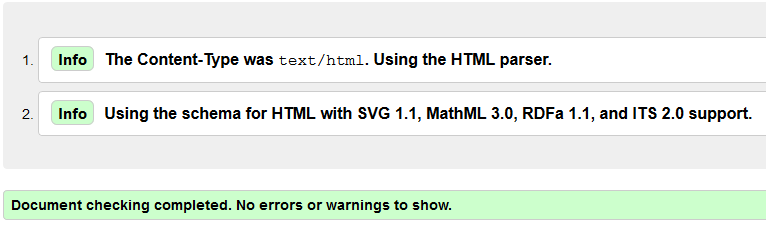 1. Info The Content-Type was text/html. Using the HTML parser.
2. Info Using the schema for HTML with SVG 1.1, MathML 3.0, RDFa 1.1, and ITS 2.0 support.
Document checking completed. No errors or warnings to show.